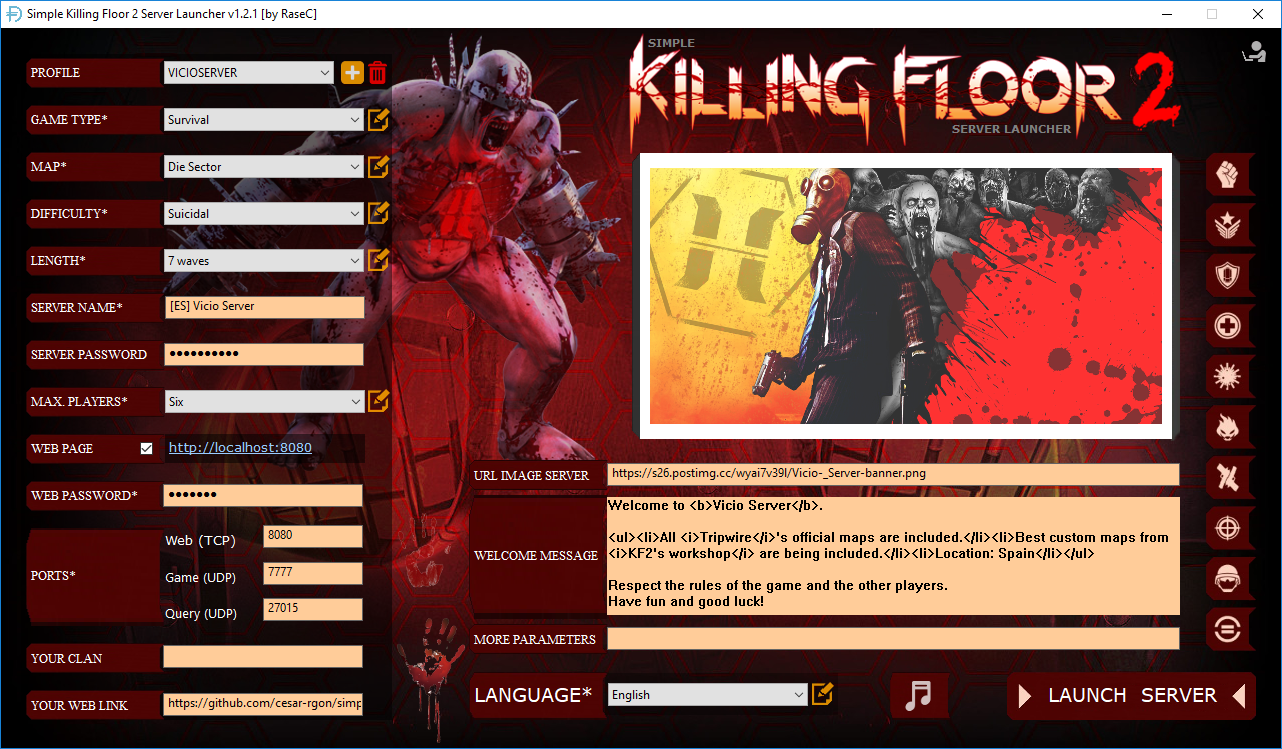 Simple Killing Floor 2 Server Launcher v1.2.1 [by RaseC]
SIMPLE
KILLING FLOOR 2
SERVER LAUNCHER
PROFILE
VICIOSERVER
GAME TYPE*
Survival
MAP*
Die Sector
DIFFICULTY*
Suicidal
LENGTH*
7 waves
SERVER NAME*
[ES] Vicio Server
SERVER PASSWORD
●●●●●●●●●●
MAX. PLAYERS*
Six
WEB PAGE
http://localhost:8080
WEB PASSWORD*
●●●●●●●
PORTS*
Web (TCP)
8080
Game (UDP)
7777
Query (UDP)
27015
YOUR CLAN
YOUR WEB LINK
https://github.com/cesar-rgon/simp
URL IMAGE SERVER
https://s26.postimg.cc/wyai7v39l/Vicio-_Server-banner.png
WELCOME MESSAGE
Welcome to <b>Vicio Server</b>.
<ul><li>All <i>Tripwire</i>'s official maps are included.</li><li>Best custom maps from
<i>KF2's workshop</i> are being included.</li><li>Location: Spain</li></ul>
Respect the rules of the game and the other players.
Have fun and good luck!
MORE PARAMETERS
LANGUAGE*
English
LAUNCH SERVER